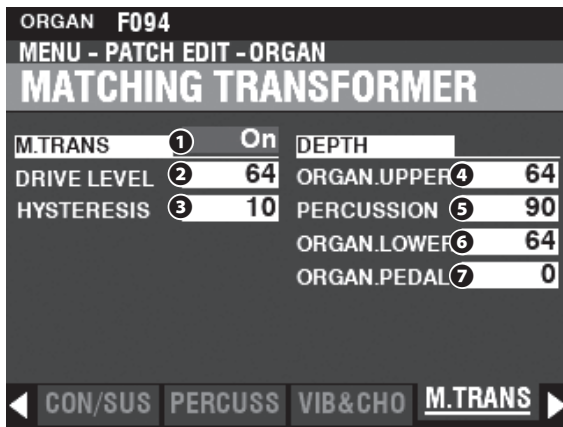 ORGAN F094
MENU – PATCH EDIT – ORGAN
MATCHING TRANSFORMER
M.TRANS 1 On
DRIVE LEVEL 2 64
HYSTERESIS 3 10
DEPTH
ORGAN.UPPER 4 64
PERCUSSION 5 90
ORGAN.LOWER 6 64
ORGAN.PEDAL 7 0
CON/SUS PERCUSS VIB&CHO M.TRANS